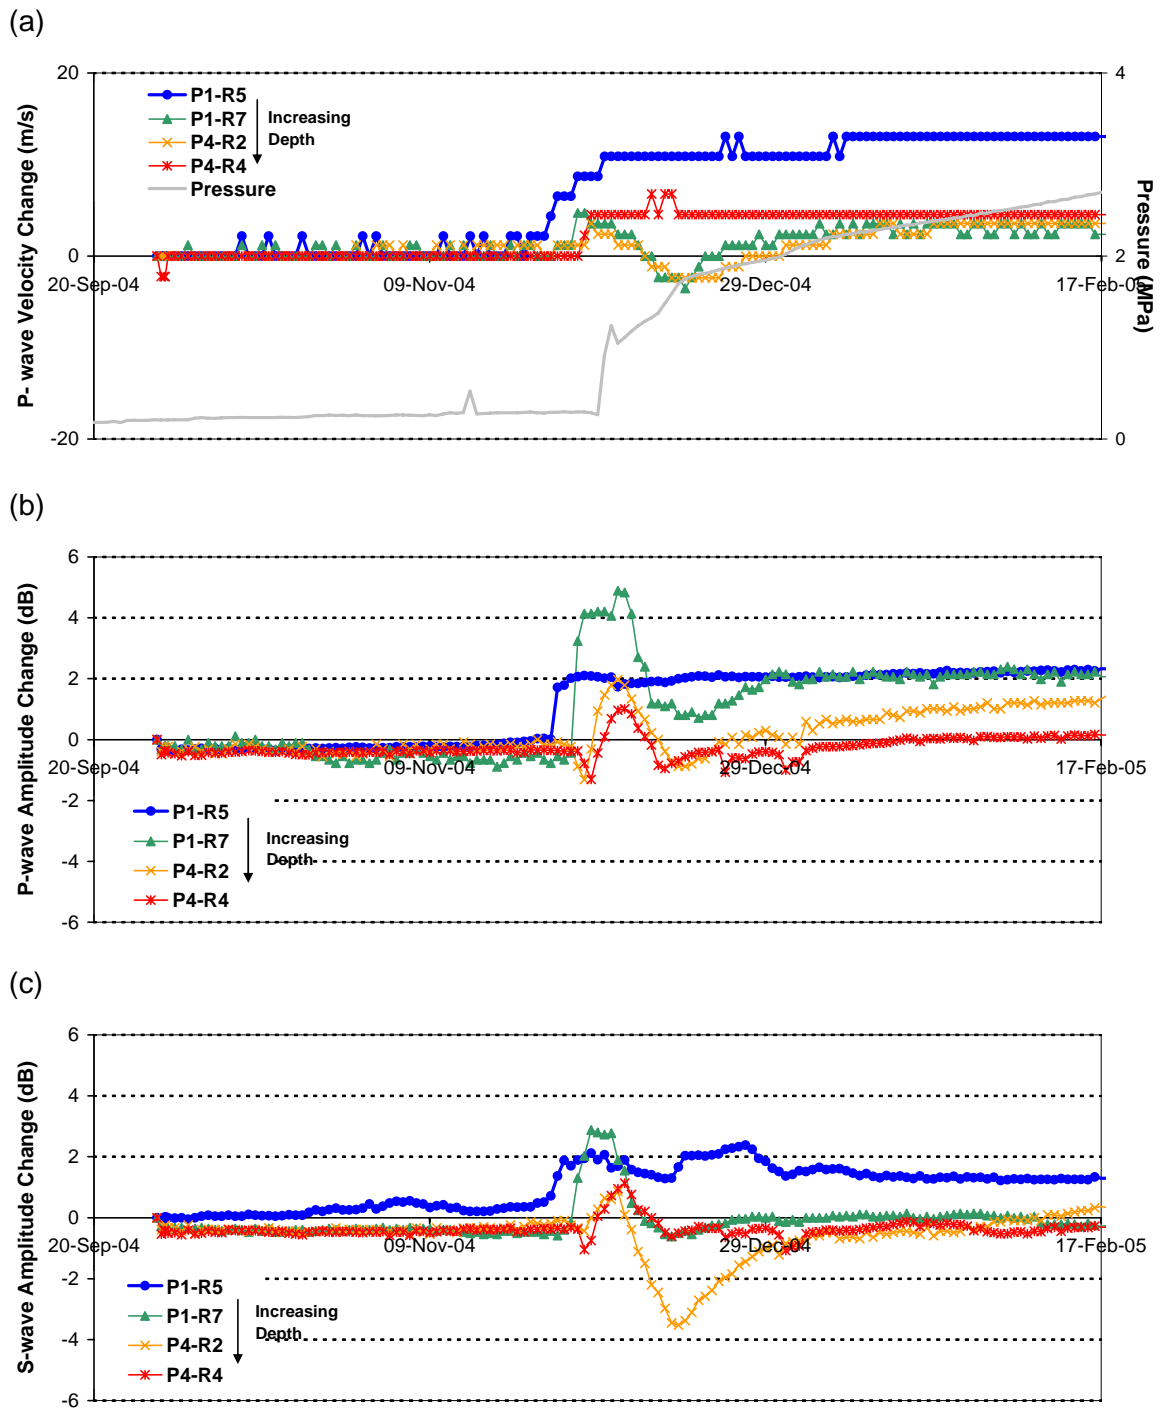 (a)
20
4
P1-R5
P1-R7
P4-R2
P4-R4
Pressure
Increasing
Depth
P- wave Velocity Change (m/s)
Pressure (MPa)
0
2
20-Sep-04
09-Nov-04
29-Dec-04
17-Feb-05
-20
0
(b)
6
4
2
0
20-Sep-04
09-Nov-04
29-Dec-04
17-Feb-05
-2
-4
-6
P-wave Amplitude Change (dB)
P1-R5
P1-R7
P4-R2
P4-R4
Increasing
Depth
(c)
6
4
2
0
20-Sep-04
09-Nov-04
29-Dec-04
17-Feb-05
-2
-4
-6
S-wave Amplitude Change (dB)
P1-R5
P1-R7
P4-R2
P4-R4
Increasing
Depth